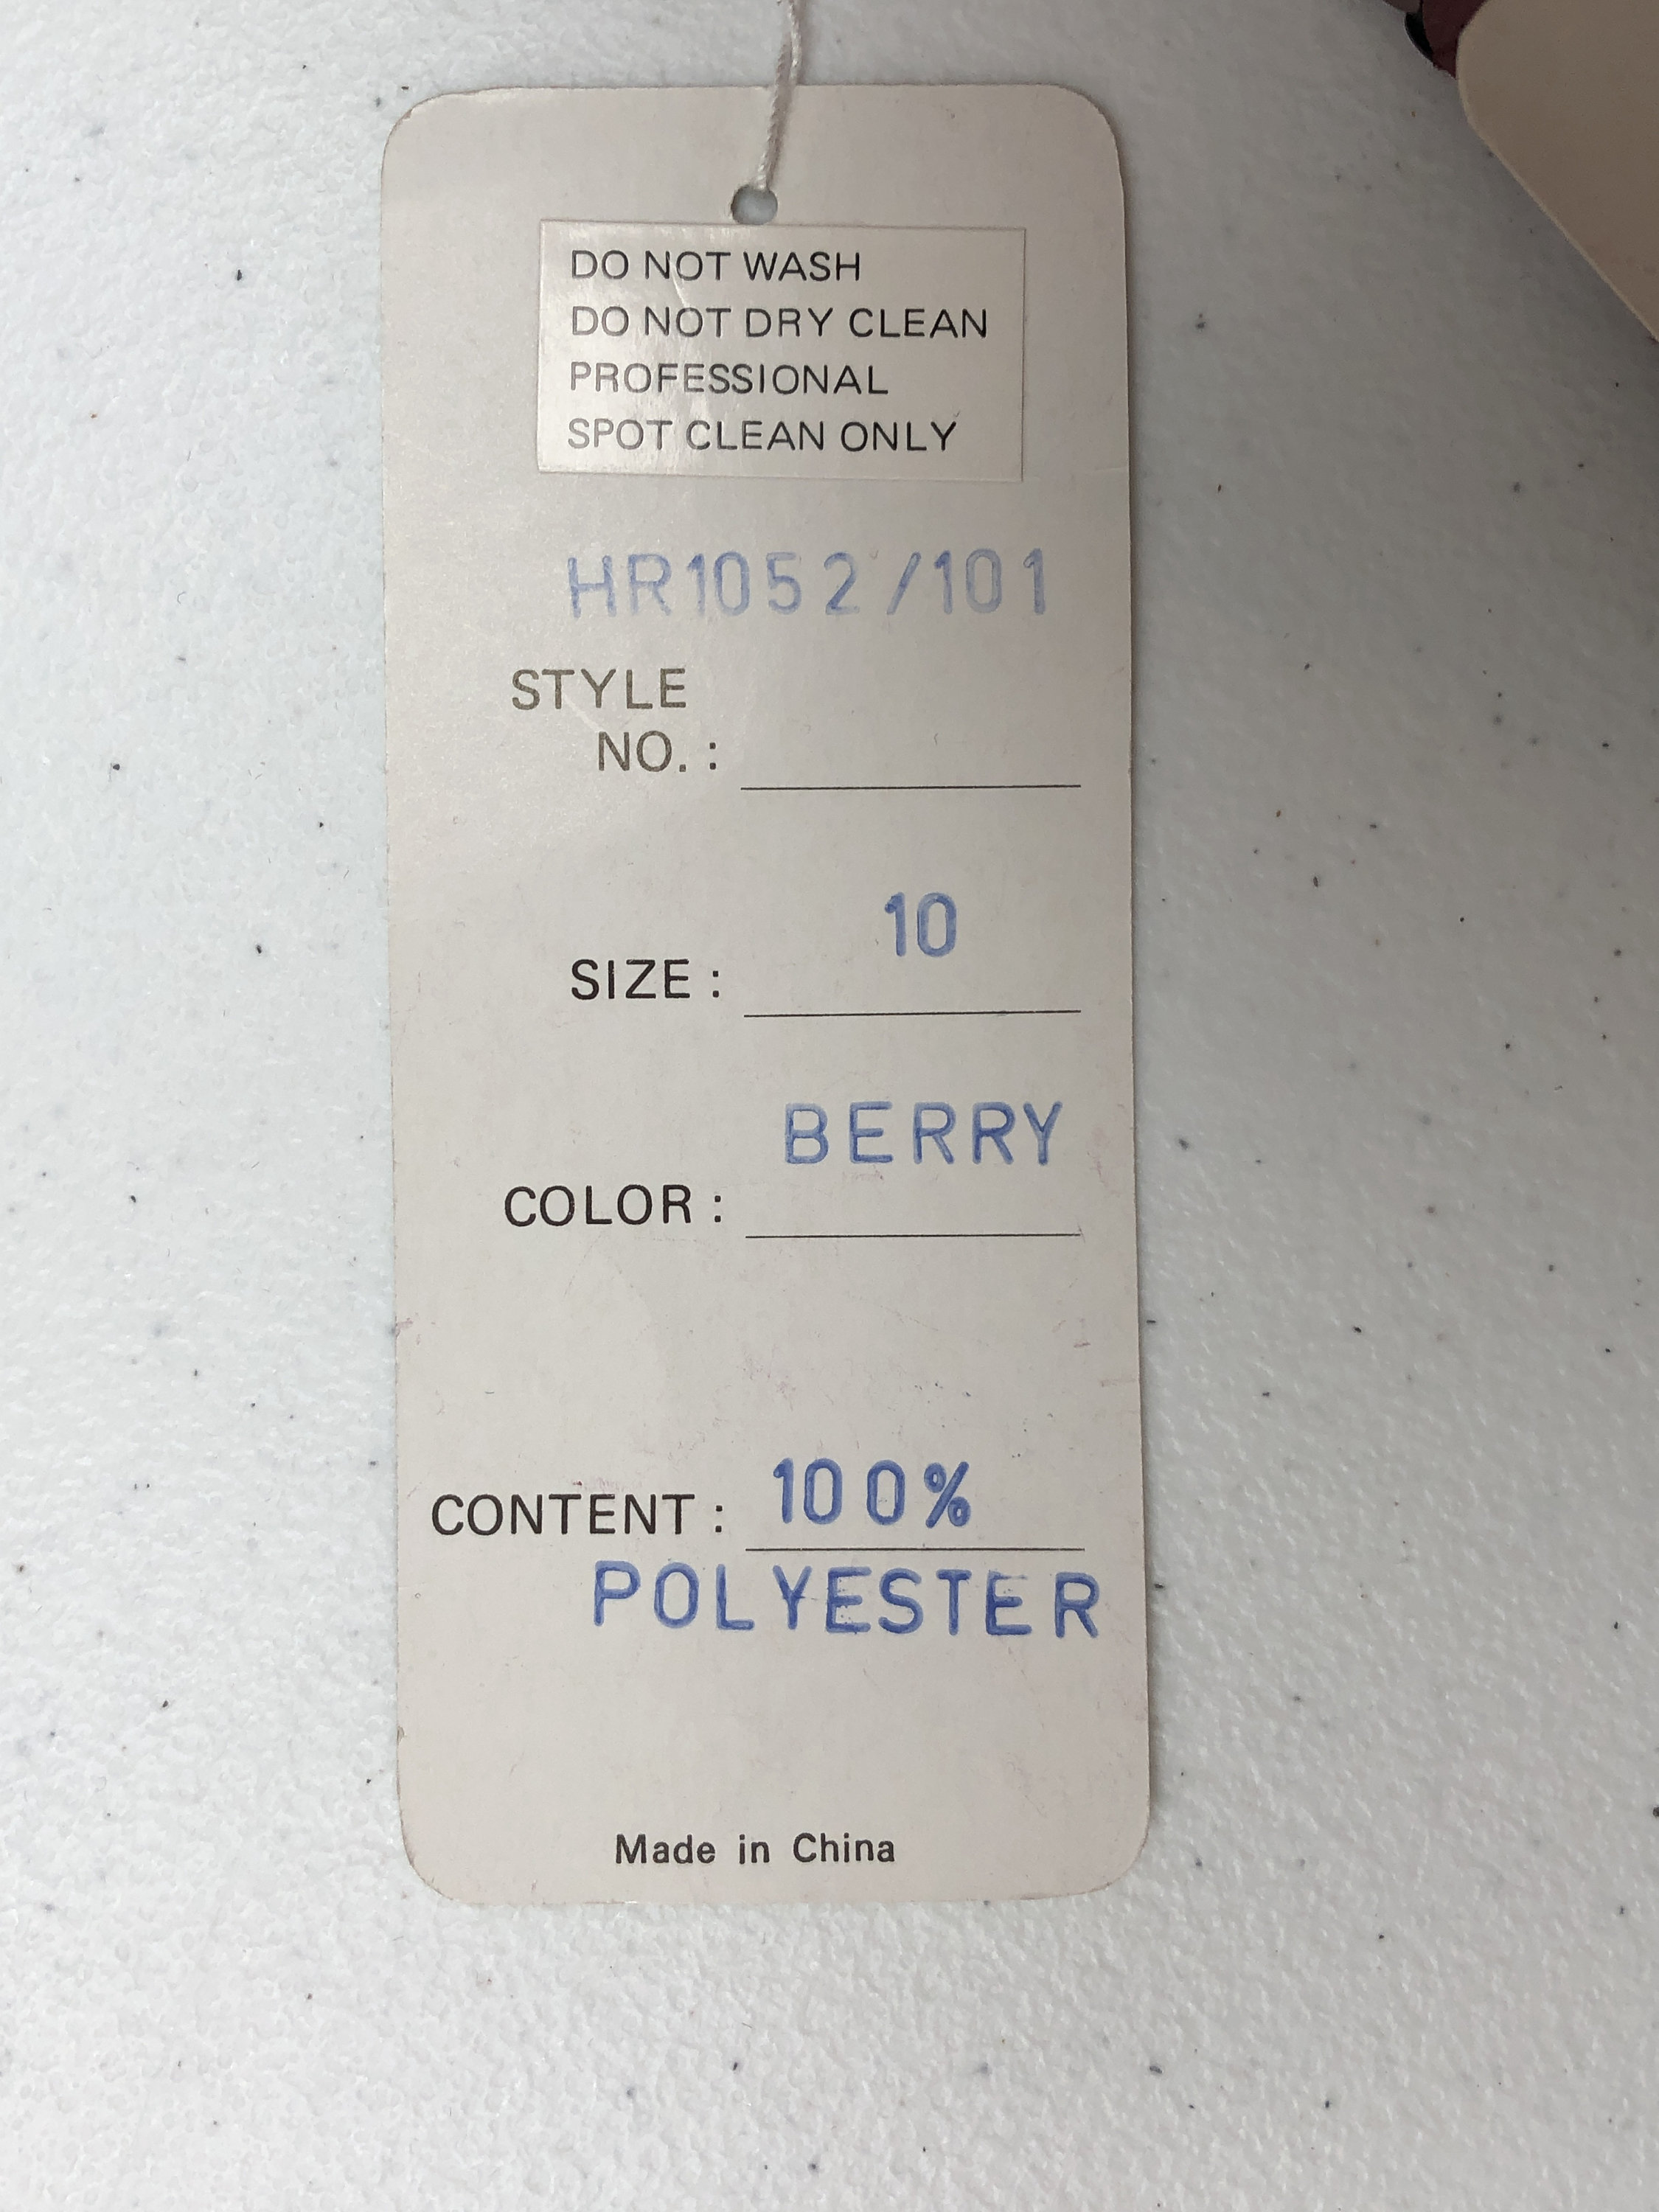 DO NOT WASH
DO NOT DRY CLEAN
PROFESSIONAL
SPOT CLEAN ONLY
HR1052/101
STYLE
NO. :
10
SIZE :
BERRY
COLOR :
CONTENT : 100%
POLYESTER
Made in China